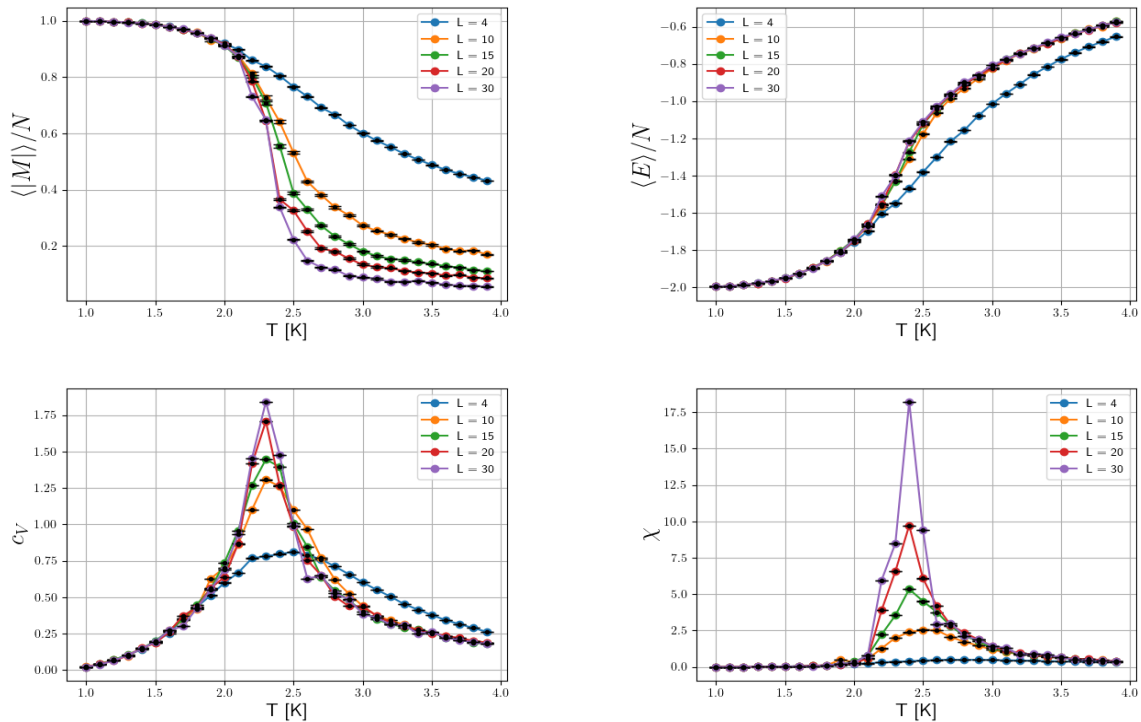 ⟨|M|⟩/N
1.0
0.8
0.6
0.4
0.2
L = 4
L = 10
L = 15
L = 20
L = 30
1.0 1.5 2.0 2.5 3.0 3.5 4.0
T [K]
⟨E⟩/N
−0.6
−0.8
−1.0
−1.2
−1.4
−1.6
−1.8
−2.0
L = 4
L = 10
L = 15
L = 20
L = 30
1.0 1.5 2.0 2.5 3.0 3.5 4.0
T [K]
c_V
1.75
1.50
1.25
1.00
0.75
0.50
0.25
0.00
L = 4
L = 10
L = 15
L = 20
L = 30
1.0 1.5 2.0 2.5 3.0 3.5 4.0
T [K]
χ
17.5
15.0
12.5
10.0
7.5
5.0
2.5
0.0
L = 4
L = 10
L = 15
L = 20
L = 30
1.0 1.5 2.0 2.5 3.0 3.5 4.0
T [K]